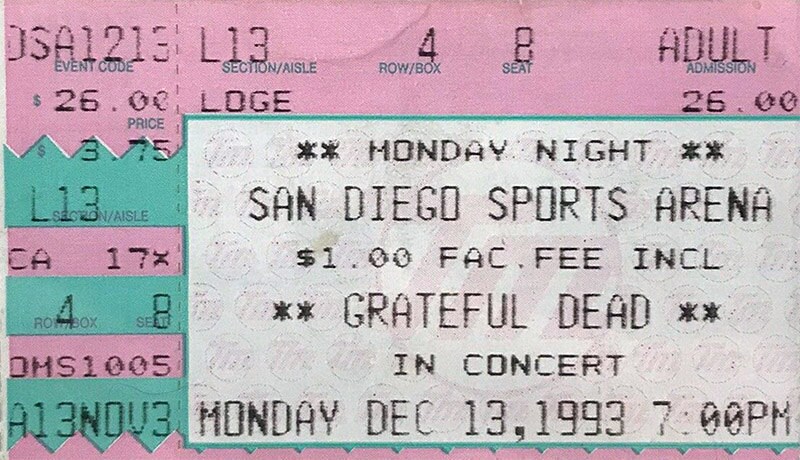 DSA1213 L13 4 8 ADULT
EVENT CODE SECTION/AISLE ROW/BOX SEAT ADMISSION
$ 26.00 LOGE 26.00
PRICE
$ 3.75
** MONDAY NIGHT **
L13
SECTION/AISLE
SAN DIEGO SPORTS ARENA
CA 17*
$1.00 FAC.FEE INCL
4 8
ROW/BOX SEAT
** GRATEFUL DEAD **
OMS1005
IN CONCERT
A13NOV3
MONDAY DEC 13,1993 7:00PM